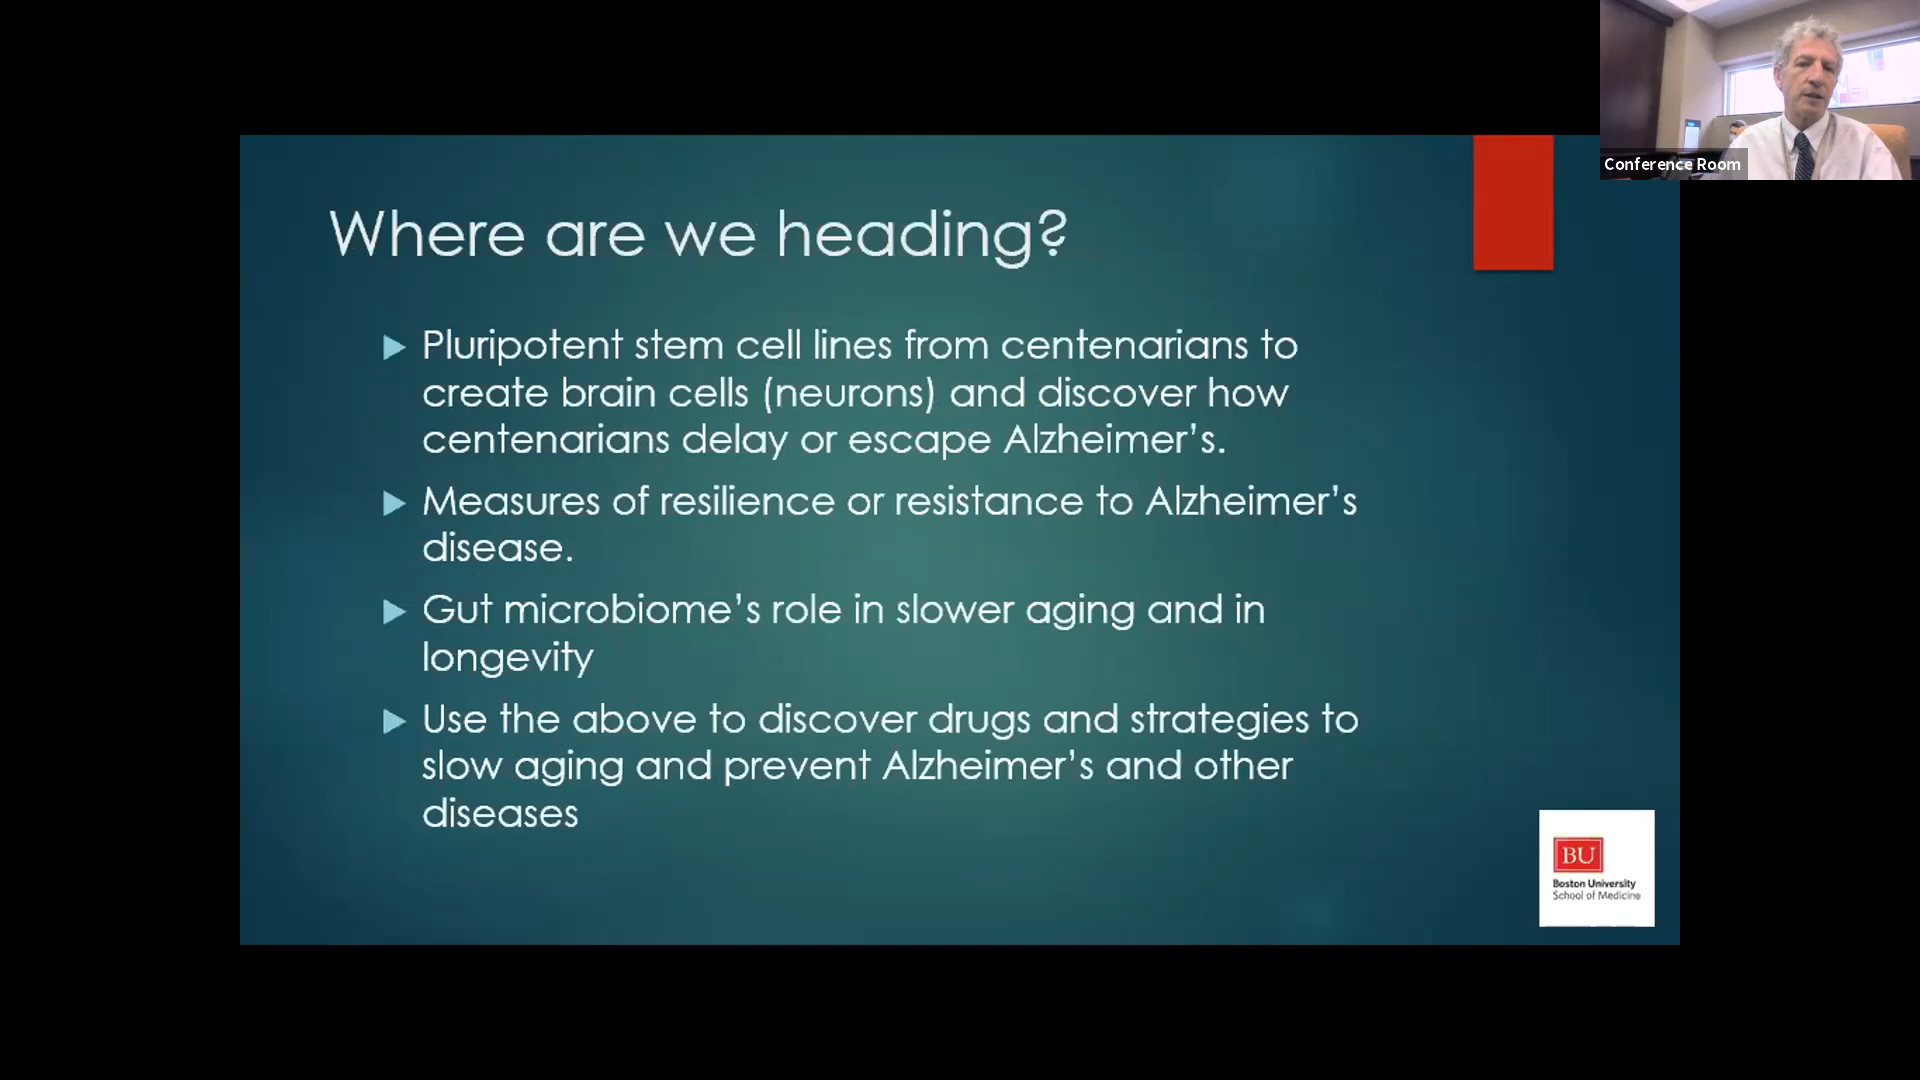 Conference Room
Where are we heading?
Pluripotent stem cell lines from centenarians to
create brain cells (neurons) and discover how
centenarians delay or escape Alzheimer’s.
Measures of resilience or resistance to Alzheimer’s
disease.
Gut microbiome’s role in slower aging and in
longevity
Use the above to discover drugs and strategies to
slow aging and prevent Alzheimer’s and other
diseases
BU
Boston University
School of Medicine